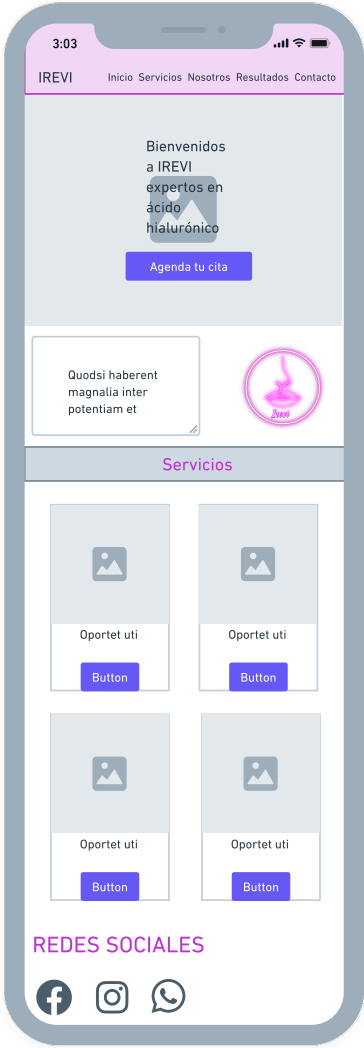 3:03
IREVI
Inicio Servicios Nosotros Resultados Contacto
Bienvenidos
a IREVI
expertos en
ácido
hialurónico
Agenda tu cita
Quodsi haberent
magnalia inter
potentiam et
Irevi
Servicios
Oportet uti
Oportet uti
Button
Button
Oportet uti
Oportet uti
Button
Button
REDES SOCIALES